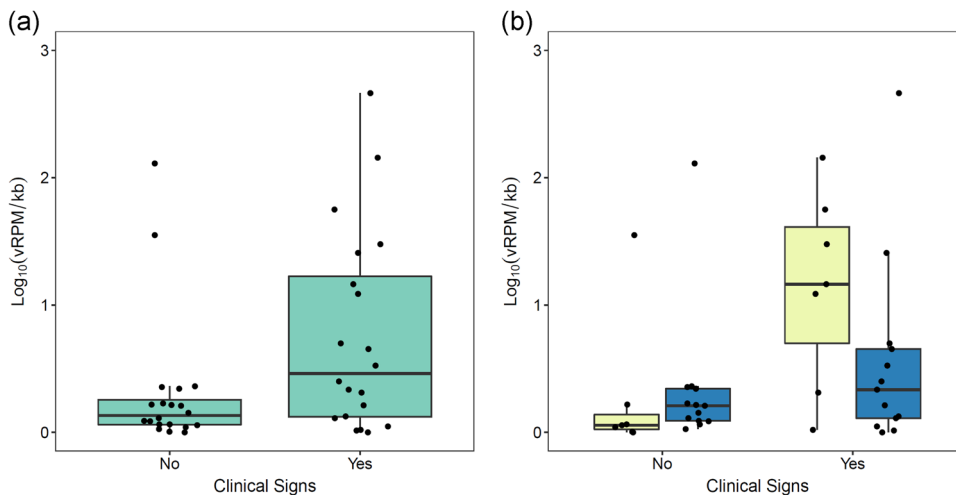 (a)
(b)
3
2
1
0
Log10(vRPM/kb)
No
Yes
Clinical Signs
3
2
1
0
Log10(vRPM/kb)
No
Yes
Clinical Signs